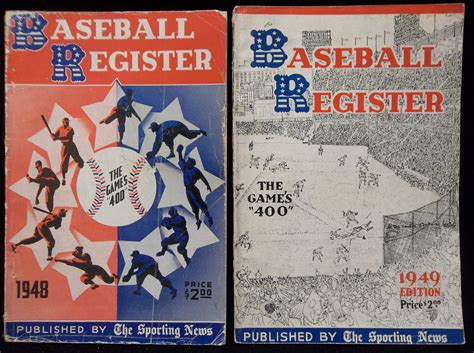 BASEBALL
REGISTER
THE
GAMES
"400"
1948
PRICE
$2.00
PUBLISHED BY The Sporting News
BASEBALL
REGISTER
THE
GAMES
"400"
1949
EDITION
Price $2.00
PUBLISHED BY The Sporting News